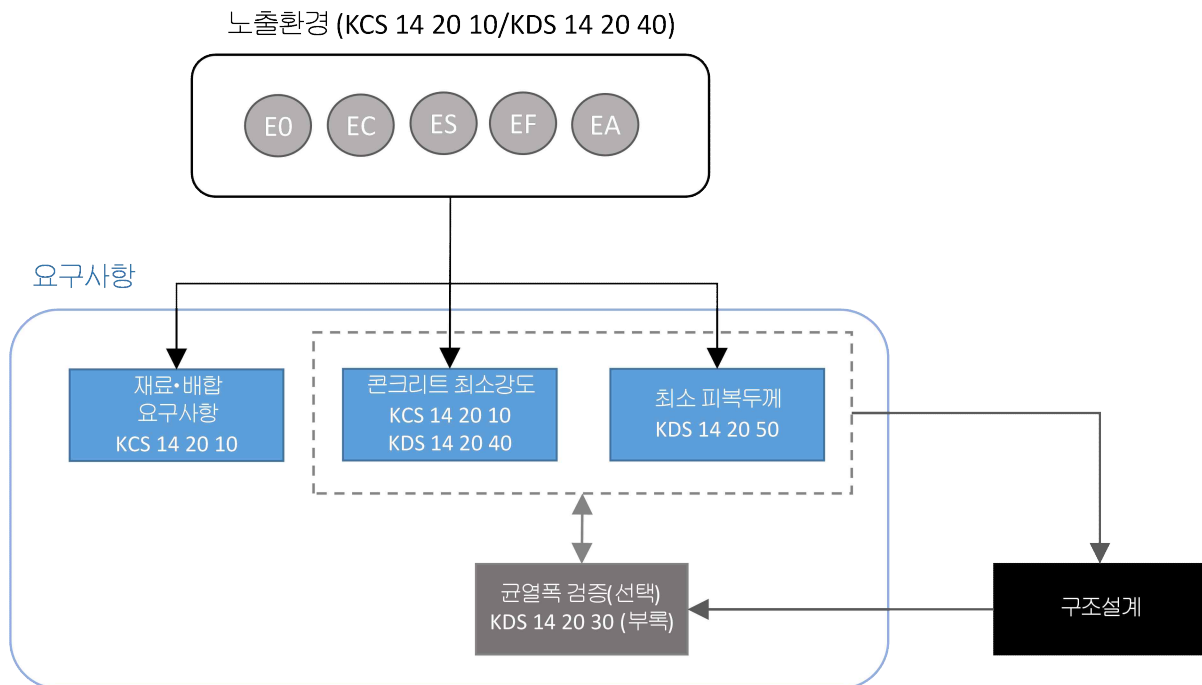 노출환경 (KCS 14 20 10/KDS 14 20 40)
E0 EC ES EF EA
요구사항
재료•배합
요구사항
KCS 14 20 10
콘크리트 최소강도
KCS 14 20 10
KDS 14 20 40
최소 피복두께
KDS 14 20 50
균열폭 검증(선택)
KDS 14 20 30 (부록)
구조설계